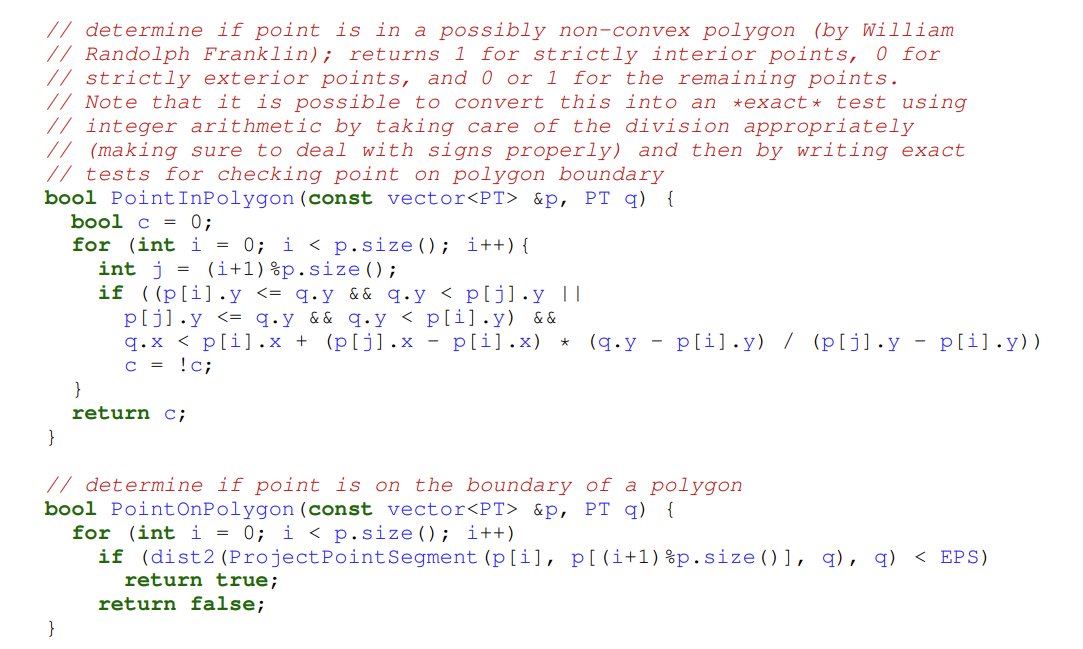 // determine if point is in a possibly non-convex polygon (by William
// Randolph Franklin); returns 1 for strictly interior points, 0 for
// strictly exterior points, and 0 or 1 for the remaining points.
// Note that it is possible to convert this into an *exact* test using
// integer arithmetic by taking care of the division appropriately
// (making sure to deal with signs properly) and then by writing exact
// tests for checking point on polygon boundary
bool PointInPolygon(const vector<PT> &p, PT q) {
  bool c = 0;
  for (int i = 0; i < p.size(); i++){
    int j = (i+1)%p.size();
    if ((p[i].y <= q.y && q.y < p[j].y ||
      p[j].y <= q.y && q.y < p[i].y) &&
      q.x < p[i].x + (p[j].x - p[i].x) * (q.y - p[i].y) / (p[j].y - p[i].y))
      c = !c;
  }
  return c;
}

// determine if point is on the boundary of a polygon
bool PointOnPolygon(const vector<PT> &p, PT q) {
  for (int i = 0; i < p.size(); i++)
    if (dist2(ProjectPointSegment(p[i], p[(i+1)%p.size()], q), q) < EPS)
      return true;
    return false;
}